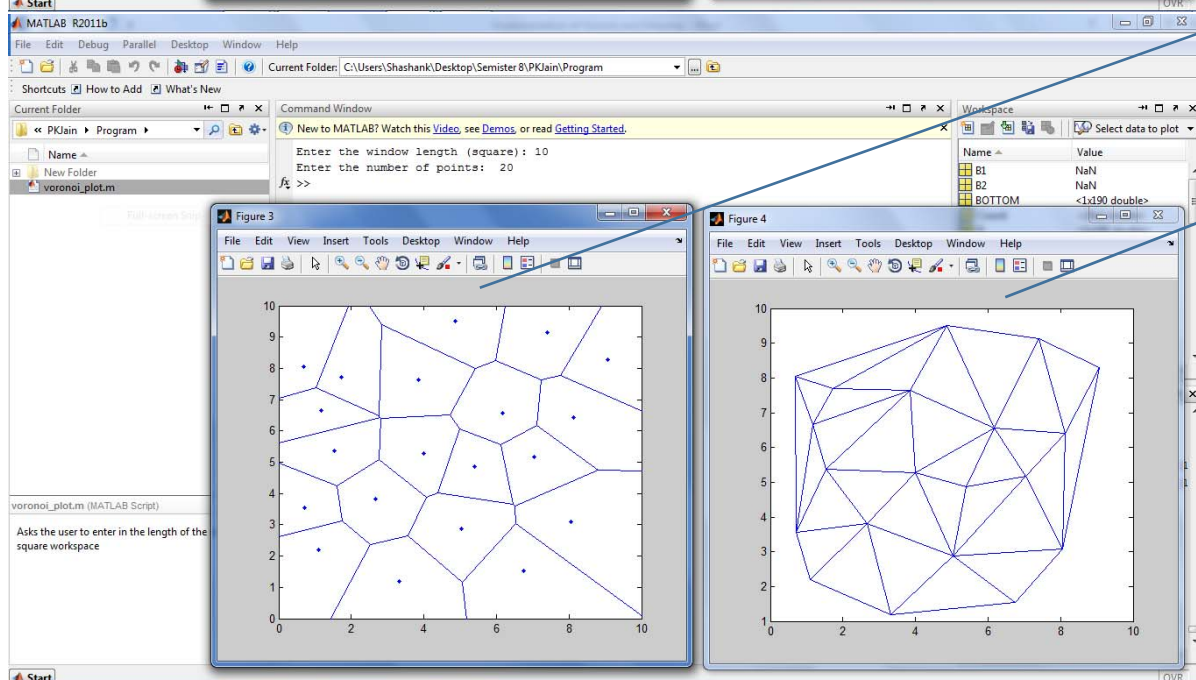 Start
OVR
MATLAB R2011b
File Edit Debug Parallel Desktop Window Help
Current Folder: C:\Users\Shashank\Desktop\Semister 8\PKJain\Program
Shortcuts How to Add What's New
Current Folder
« PKJain Program
Name
New Folder
voronoi_plot.m
voronoi_plot.m (MATLAB Script)
Asks the user to enter in the length of the
square workspace
Command Window
New to MATLAB? Watch this Video, see Demos, or read Getting Started.
Enter the window length (square): 10
Enter the number of points: 20
fx >>
Workspace
Select data to plot
Name Value
B1 NaN
B2 NaN
BOTTOM <1x190 double>
Figure 3
File Edit View Insert Tools Desktop Window Help
10
9
8
7
6
5
4
3
2
1
0
0 2 4 6 8 10
Figure 4
File Edit View Insert Tools Desktop Window Help
10
9
8
7
6
5
4
3
2
1
0 2 4 6 8 10
Start
OVR